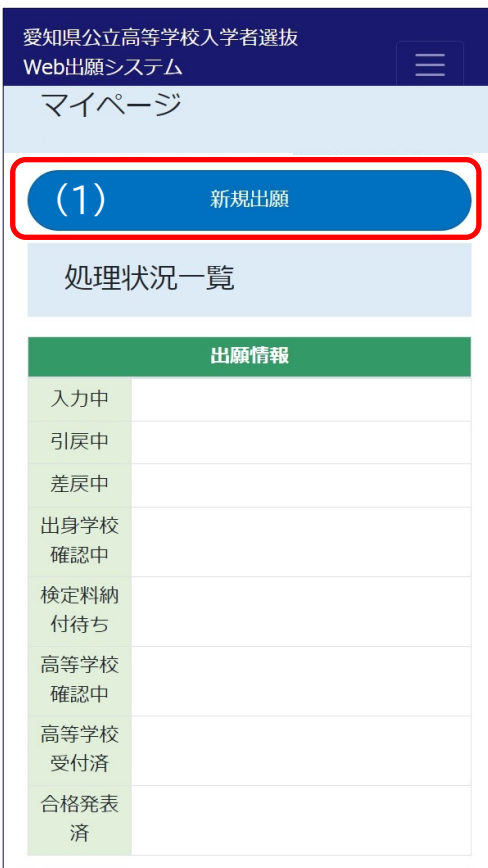 愛知県公立高等学校入学者選抜
Web出願システム
マイページ
(1) 新規出願
処理状況一覧
出願情報
入力中
引戻中
差戻中
出身学校
確認中
検定料納
付待ち
高等学校
確認中
高等学校
受付済
合格発表
済